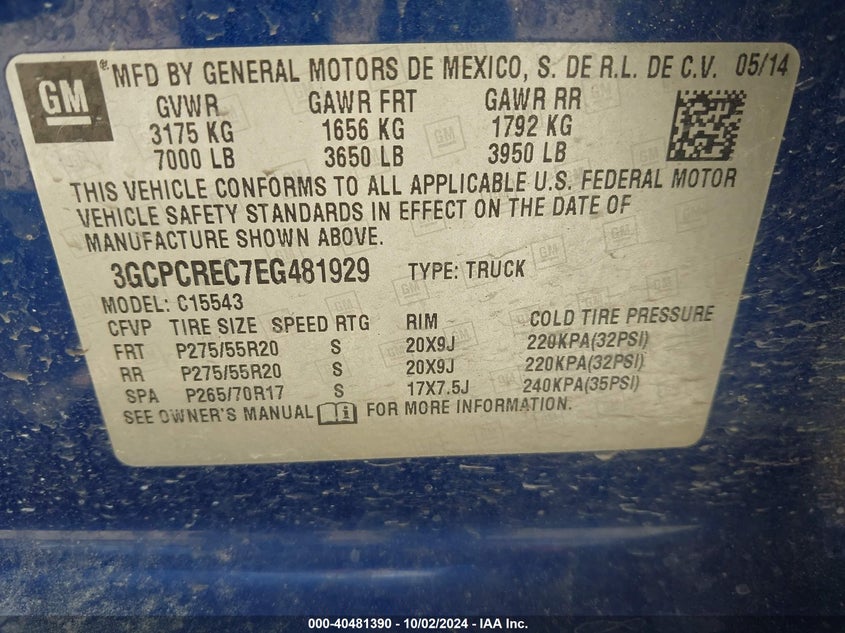 GM ® MFD BY GENERAL MOTORS DE MEXICO, S. DE R.L. DE C.V. 05/14
GVWR GAWR FRT GAWR RR
3175 KG 1656 KG 1792 KG
7000 LB 3650 LB 3950 LB
THIS VEHICLE CONFORMS TO ALL APPLICABLE U.S. FEDERAL MOTOR
VEHICLE SAFETY STANDARDS IN EFFECT ON THE DATE OF
MANUFACTURE SHOWN ABOVE.
3GCPCREC7EG481929 TYPE: TRUCK
MODEL: C15543
CFVP TIRE SIZE SPEED RTG RIM COLD TIRE PRESSURE
FRT P275/55R20 S 20X9J 220KPA(32PSI)
RR P275/55R20 S 20X9J 220KPA(32PSI)
SPA P265/70R17 S 17X7.5J 240KPA(35PSI)
SEE OWNER'S MANUAL i FOR MORE INFORMATION.
000-40481390 - 10/02/2024 - IAA Inc.